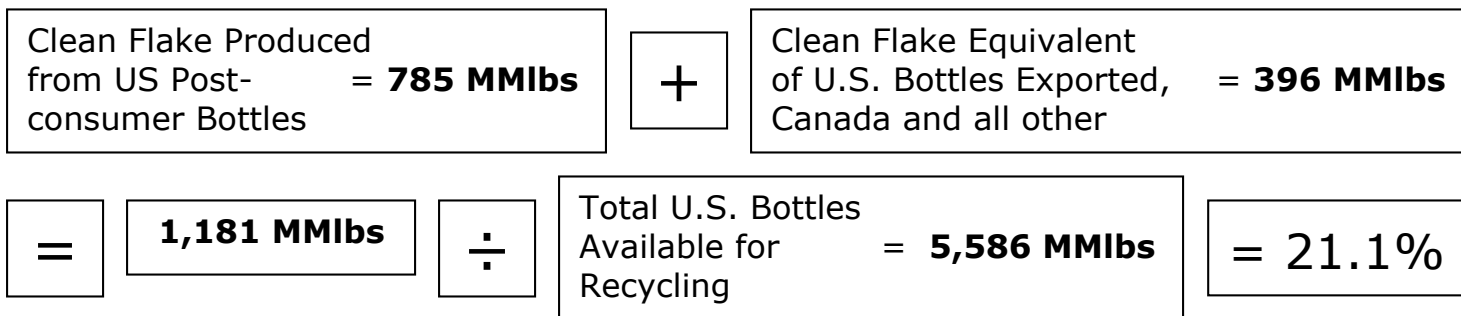 Clean Flake Produced
from US Post-
consumer Bottles
= 785 MMlbs
+
Clean Flake Equivalent
of U.S. Bottles Exported,
Canada and all other
= 396 MMlbs
=
1,181 MMlbs
÷
Total U.S. Bottles
Available for
Recycling
= 5,586 MMlbs
= 21.1%